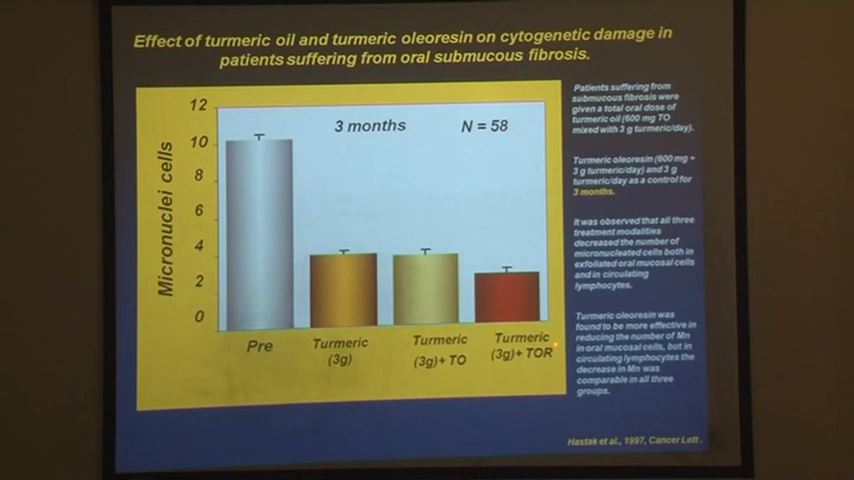 Effect of turmeric oil and turmeric oleoresin on cytogenetic damage in
patients suffering from oral submucous fibrosis.
12
10
8
6
4
2
0
Micronuclei cells
3 months
N = 58
Pre
Turmeric
(3g)
Turmeric
(3g)+ TO
Turmeric
(3g)+ TOR
Patients suffering from
submucous fibrosis were
given a total oral dose of
turmeric oil (600 mg TO
mixed with 3 g turmeric/day).
Turmeric oleoresin (600 mg +
3 g turmeric/day) and 3 g
turmeric/day as a control for
3 months.
It was observed that all three
treatment modalities
decreased the number of
micronucleated cells both in
exfoliated oral mucosal cells
and in circulating
lymphocytes.
Turmeric oleoresin was
found to be more effective in
reducing the number of Mn
in oral mucosal cells, but in
circulating lymphocytes the
decrease in Mn was
comparable in all three
groups.
Hastak et al., 1997, Cancer Lett .